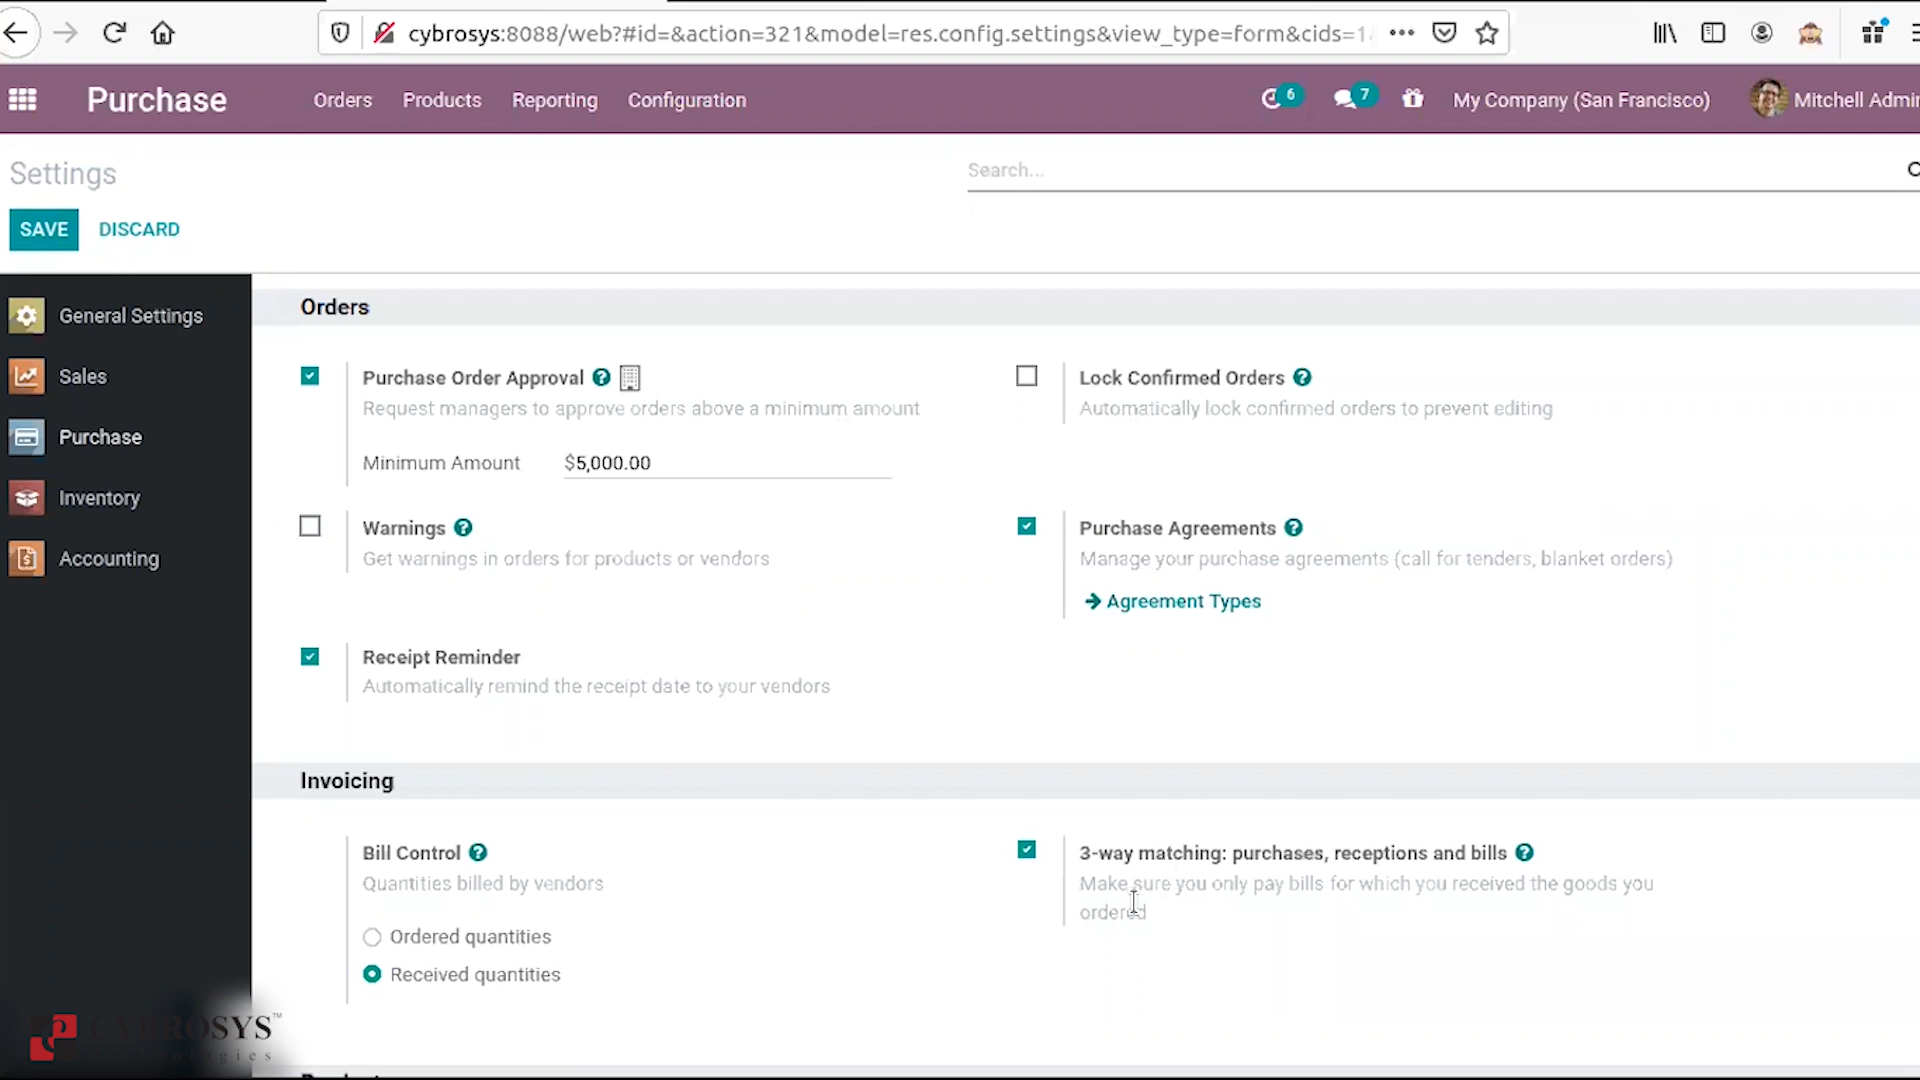 cybrosys:8088/web?#id=&action=321&model=res.config.settings&view_type=form&cids=1
Purchase
Orders
Products
Reporting
Configuration
6
7
My Company (San Francisco)
Mitchell Admin
Settings
Search...
SAVE
DISCARD
General Settings
Sales
Purchase
Inventory
Accounting
Orders
Purchase Order Approval
Request managers to approve orders above a minimum amount
Minimum Amount
$5,000.00
Lock Confirmed Orders
Automatically lock confirmed orders to prevent editing
Warnings
Get warnings in orders for products or vendors
Purchase Agreements
Manage your purchase agreements (call for tenders, blanket orders)
Agreement Types
Receipt Reminder
Automatically remind the receipt date to your vendors
Invoicing
Bill Control
Quantities billed by vendors
Ordered quantities
Received quantities
3-way matching: purchases, receptions and bills
Make sure you only pay bills for which you received the goods you
ordered
CYBROSYS™
technologies